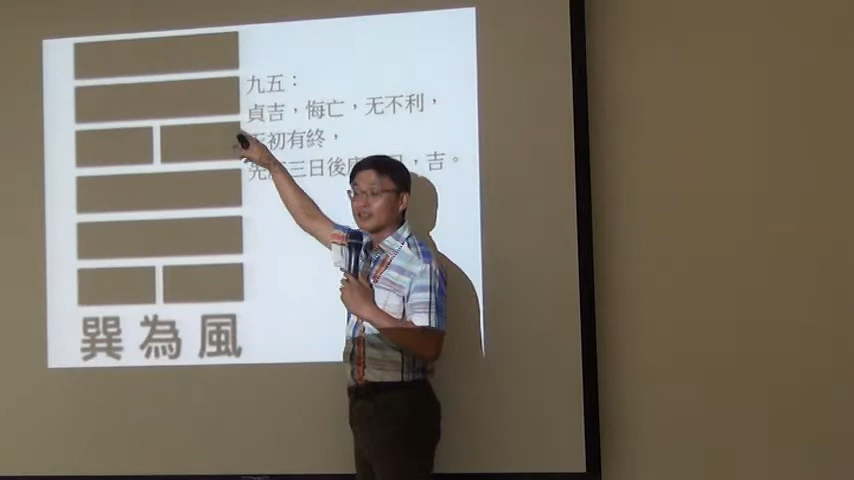 九五：
貞吉，悔亡，无不利，
初有終，
先 三日後庚 日，吉。
巽為風